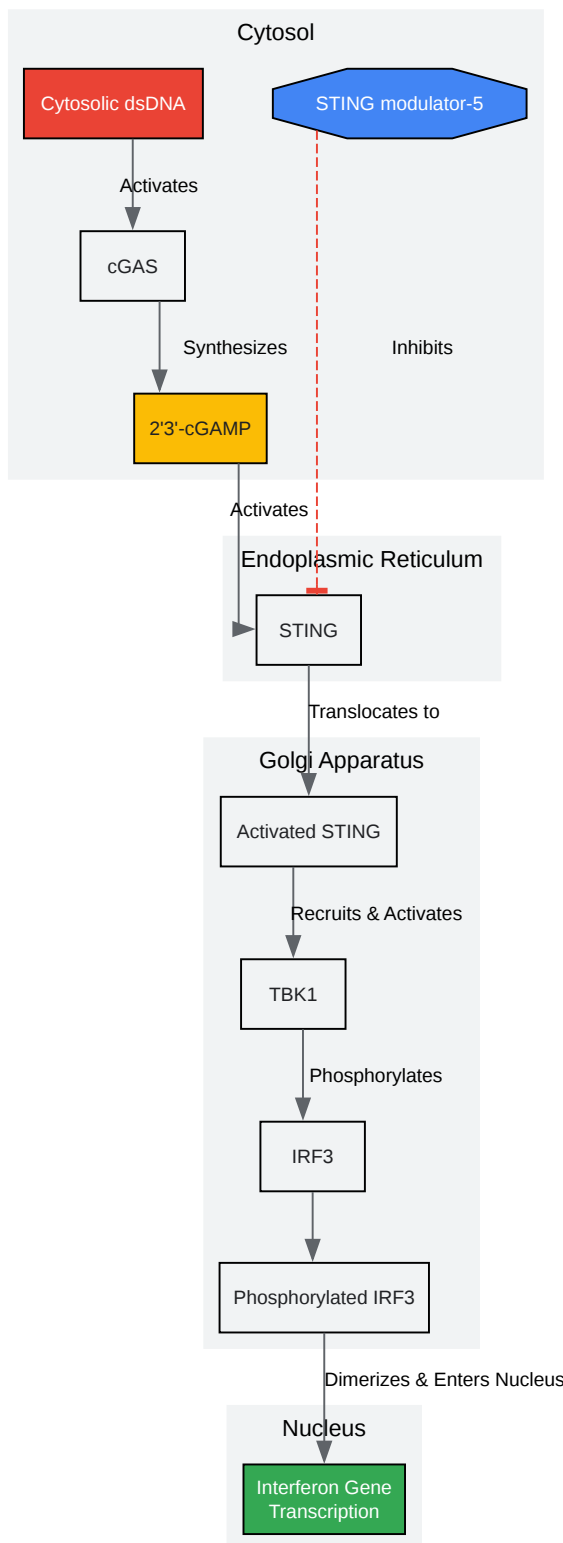 Cytosol
Cytosolic dsDNA
STING modulator-5
Activates
cGAS
Synthesizes
Inhibits
2'3'-cGAMP
Activates
Endoplasmic Reticulum
STING
Translocates to
Golgi Apparatus
Activated STING
Recruits & Activates
TBK1
Phosphorylates
IRF3
Phosphorylated IRF3
Dimerizes & Enters Nucleus
Nucleus
Interferon Gene
Transcription